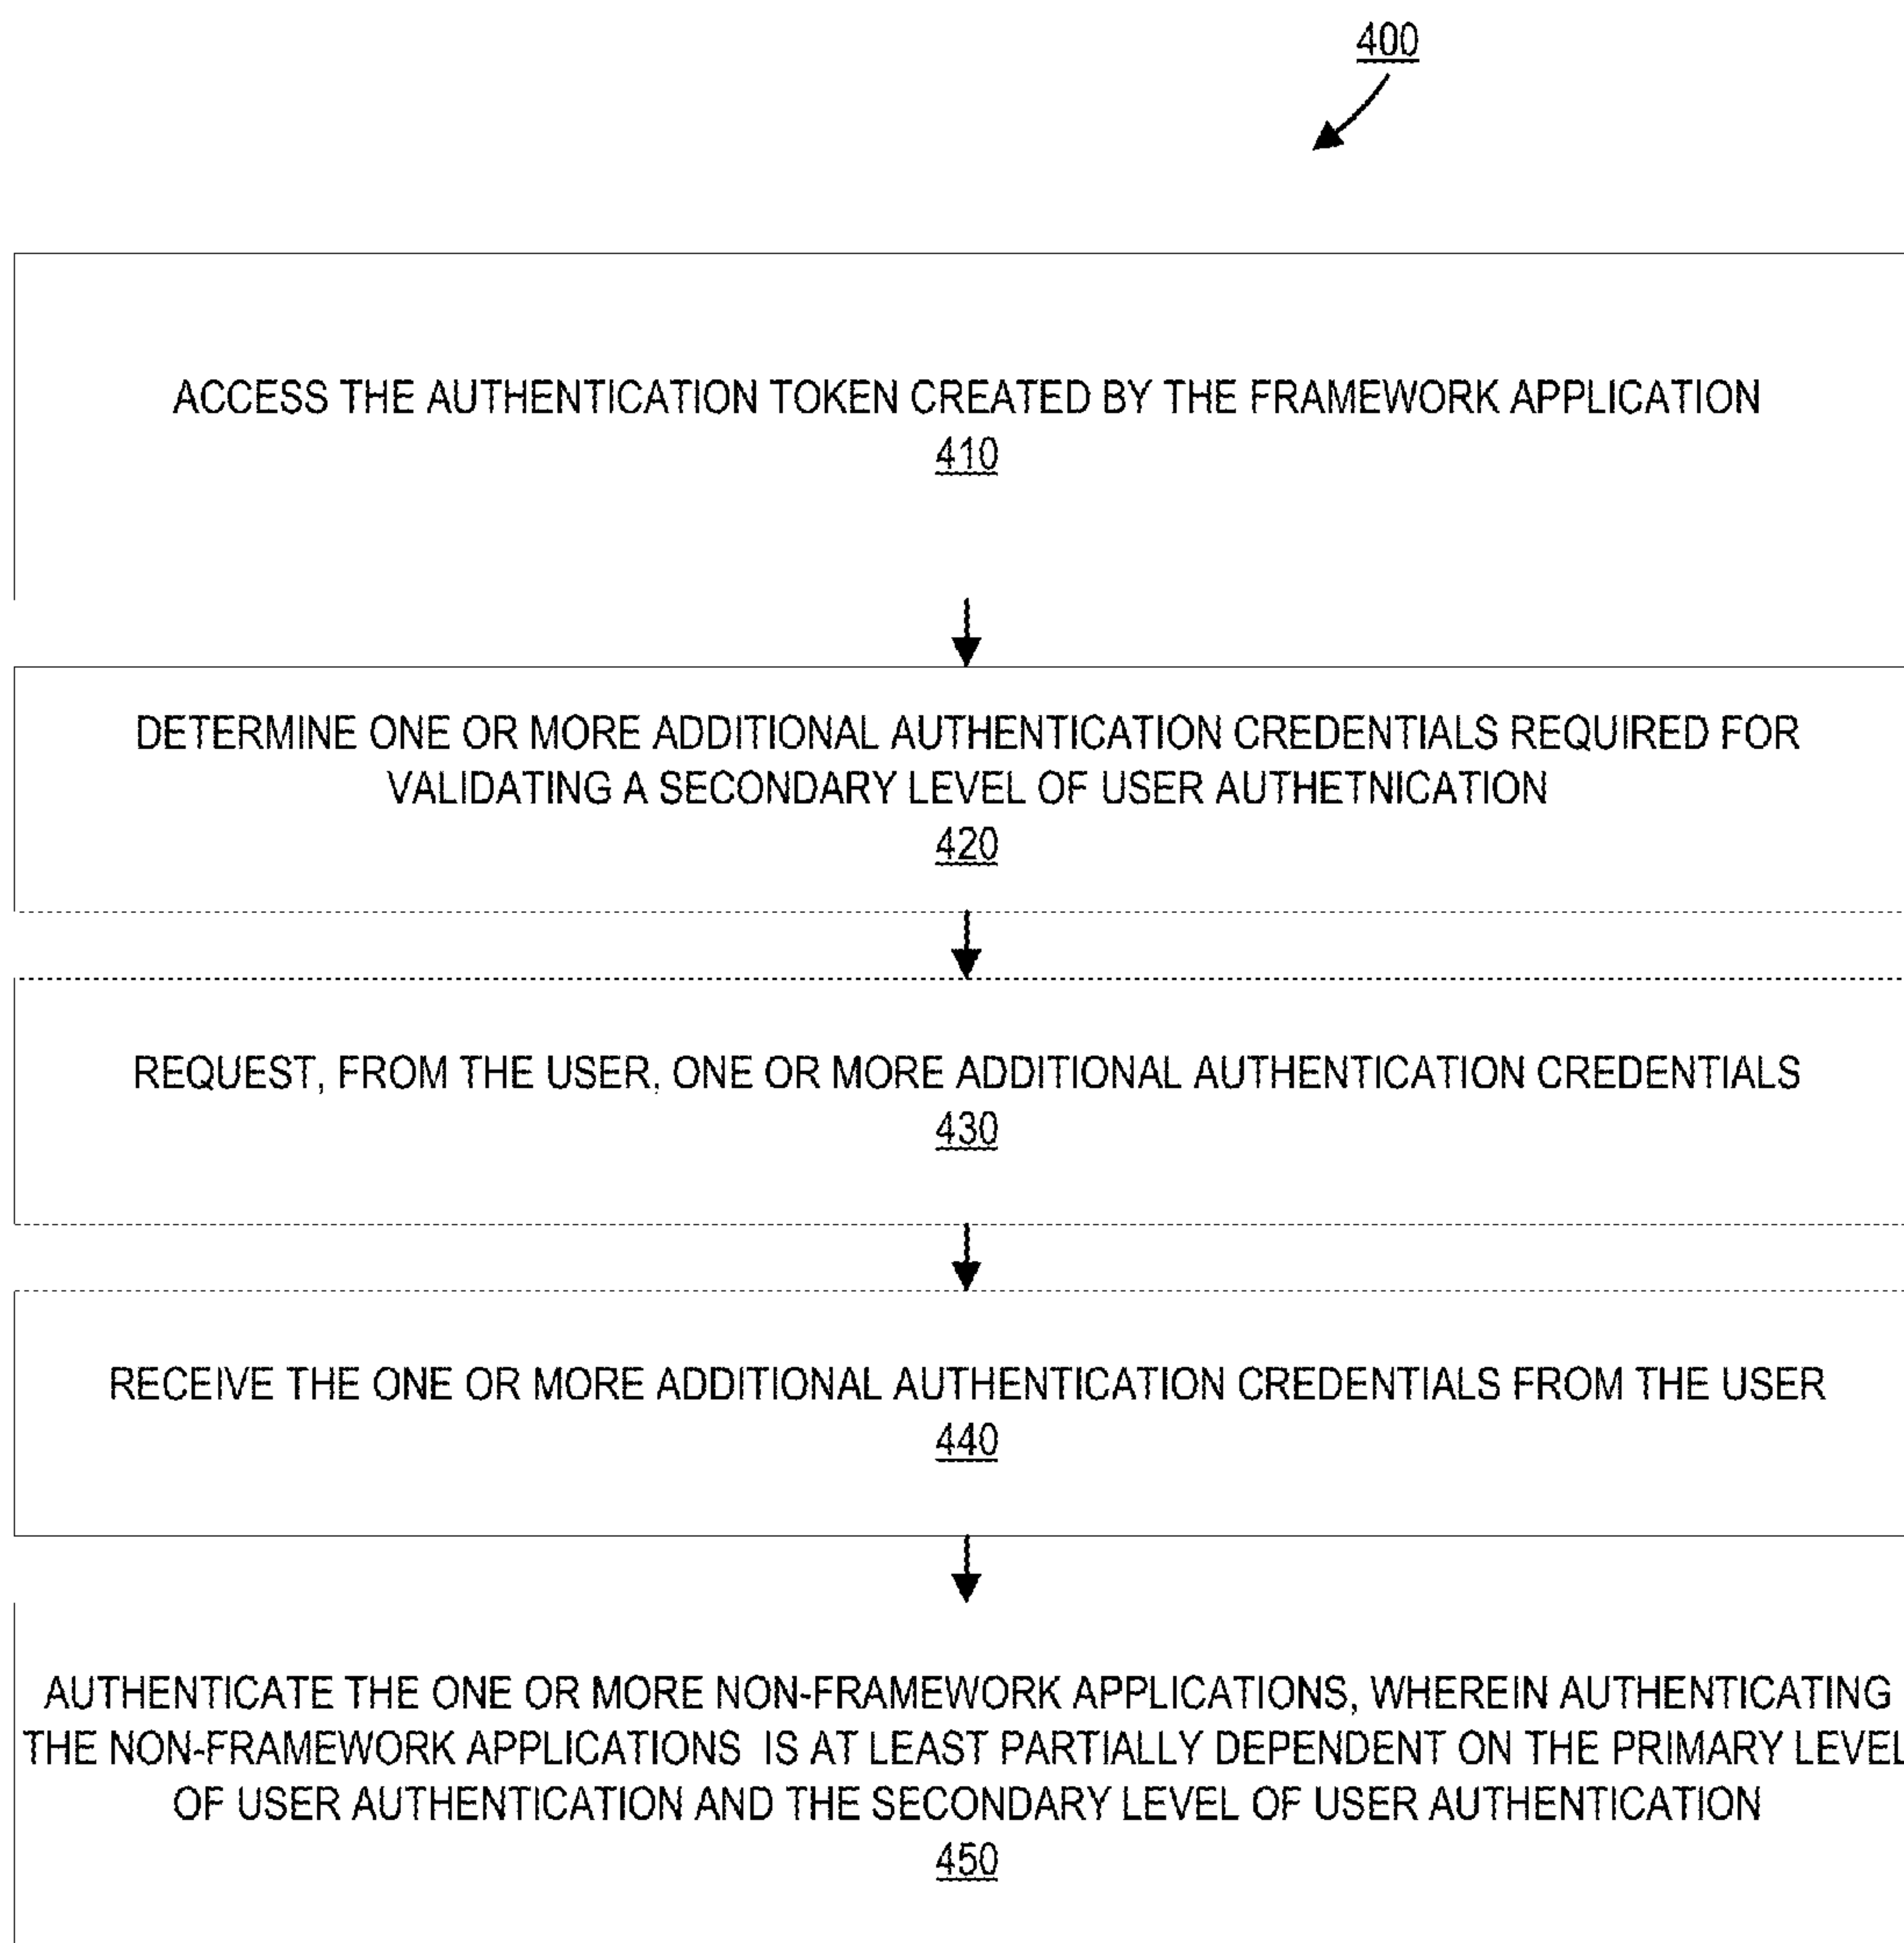 400
ACCESS THE AUTHENTICATION TOKEN CREATED BY THE FRAMEWORK APPLICATION
410
DETERMINE ONE OR MORE ADDITIONAL AUTHENTICATION CREDENTIALS REQUIRED FOR
VALIDATING A SECONDARY LEVEL OF USER AUTHETNICATION
420
REQUEST, FROM THE USER, ONE OR MORE ADDITIONAL AUTHENTICATION CREDENTIALS
430
RECEIVE THE ONE OR MORE ADDITIONAL AUTHENTICATION CREDENTIALS FROM THE USER
440
AUTHENTICATE THE ONE OR MORE NON-FRAMEWORK APPLICATIONS, WHEREIN AUTHENTICATING
THE NON-FRAMEWORK APPLICATIONS IS AT LEAST PARTIALLY DEPENDENT ON THE PRIMARY LEVEL
OF USER AUTHENTICATION AND THE SECONDARY LEVEL OF USER AUTHENTICATION
450